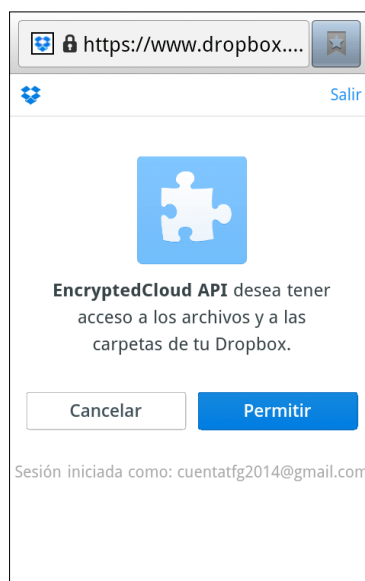 https://www.dropbox....
Salir
EncryptedCloud API desea tener
acceso a los archivos y a las
carpetas de tu Dropbox.
Cancelar
Permitir
Sesión iniciada como: cuentatfg2014@gmail.com